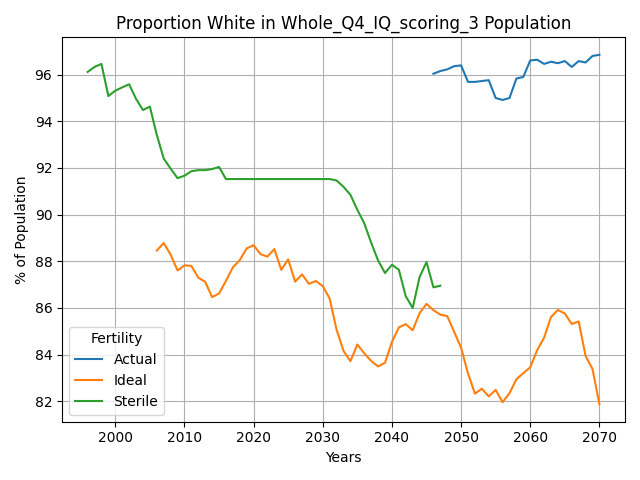 Proportion White in Whole_Q4_IQ_scoring_3 Population
% of Population
96
94
92
90
88
86
84
82
Fertility
Actual
Ideal
Sterile
2000 2010 2020 2030 2040 2050 2060 2070
Years